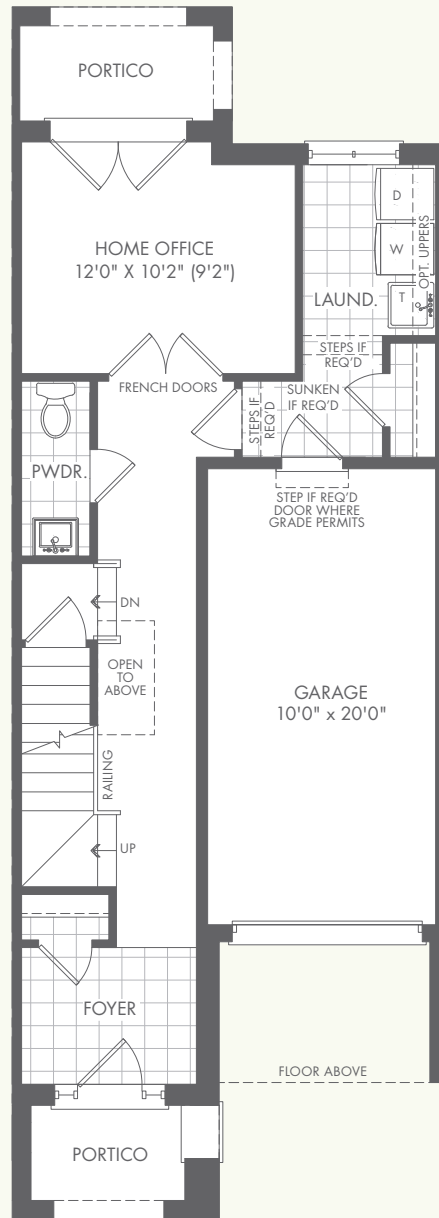 PORTICO
HOME OFFICE
12'0" X 10'2" (9'2")
D
W
T
OPT. UPPERS
LAUND.
STEPS IF
REQ'D
FRENCH DOORS
STEPS IF
REQ'D
SUNKEN
IF REQ'D
PWDR.
STEP IF REQ'D
DOOR WHERE
GRADE PERMITS
DN
OPEN
TO
ABOVE
GARAGE
10'0" x 20'0"
RAILING
UP
FOYER
FLOOR ABOVE
PORTICO